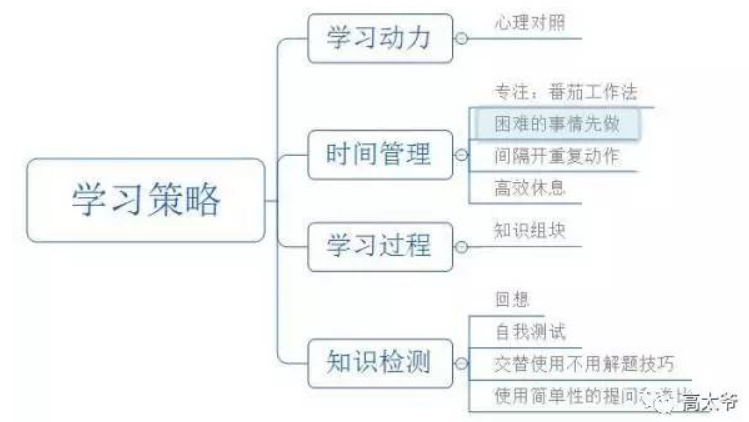 学习策略
学习动力
心理对照
时间管理
专注：番茄工作法
困难的事情先做
间隔开重复动作
高效休息
学习过程
知识组块
知识检测
回想
自我测试
交替使用不用解题技巧
使用简单性的提问
高太爷